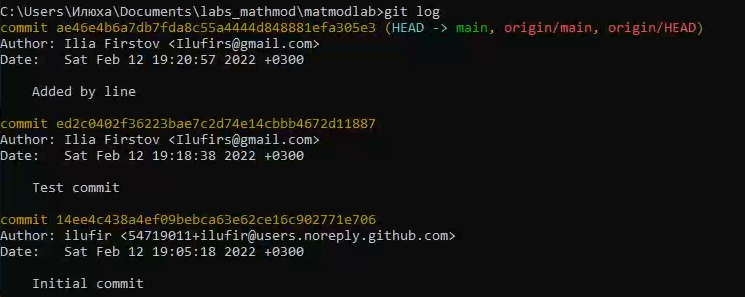 C:\Users\Илюха\Documents\labs_mathmod\matmodlab>git log
commit ae46e4b6a7db7fda8c55a4444d848881efa305e3 (HEAD -> main, origin/main, origin/HEAD)
Author: Ilia Firstov <Ilufirs@gmail.com>
Date:   Sat Feb 12 19:20:57 2022 +0300
Added by line
commit ed2c0402f36223bae7c2d74e14cbbb4672d11887
Author: Ilia Firstov <Ilufirs@gmail.com>
Date:   Sat Feb 12 19:18:38 2022 +0300
Test commit
commit 14ee4c438a4ef09bebca63e62ce16c902771e706
Author: ilufir <54719011+ilufir@users.noreply.github.com>
Date:   Sat Feb 12 19:05:18 2022 +0300
Initial commit